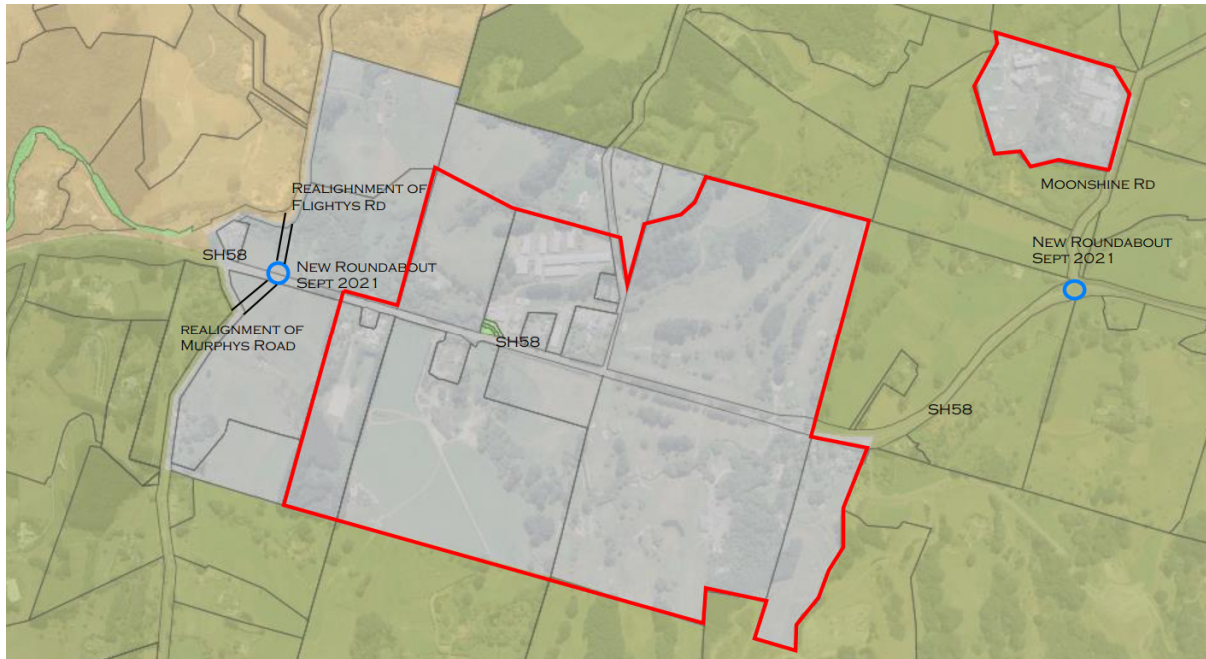 Moonshine Rd
Realighnment of
Flightys Rd
New Roundabout
Sept 2021
SH58
New Roundabout
Sept 2021
realignment of
Murphys Road
SH58
SH58